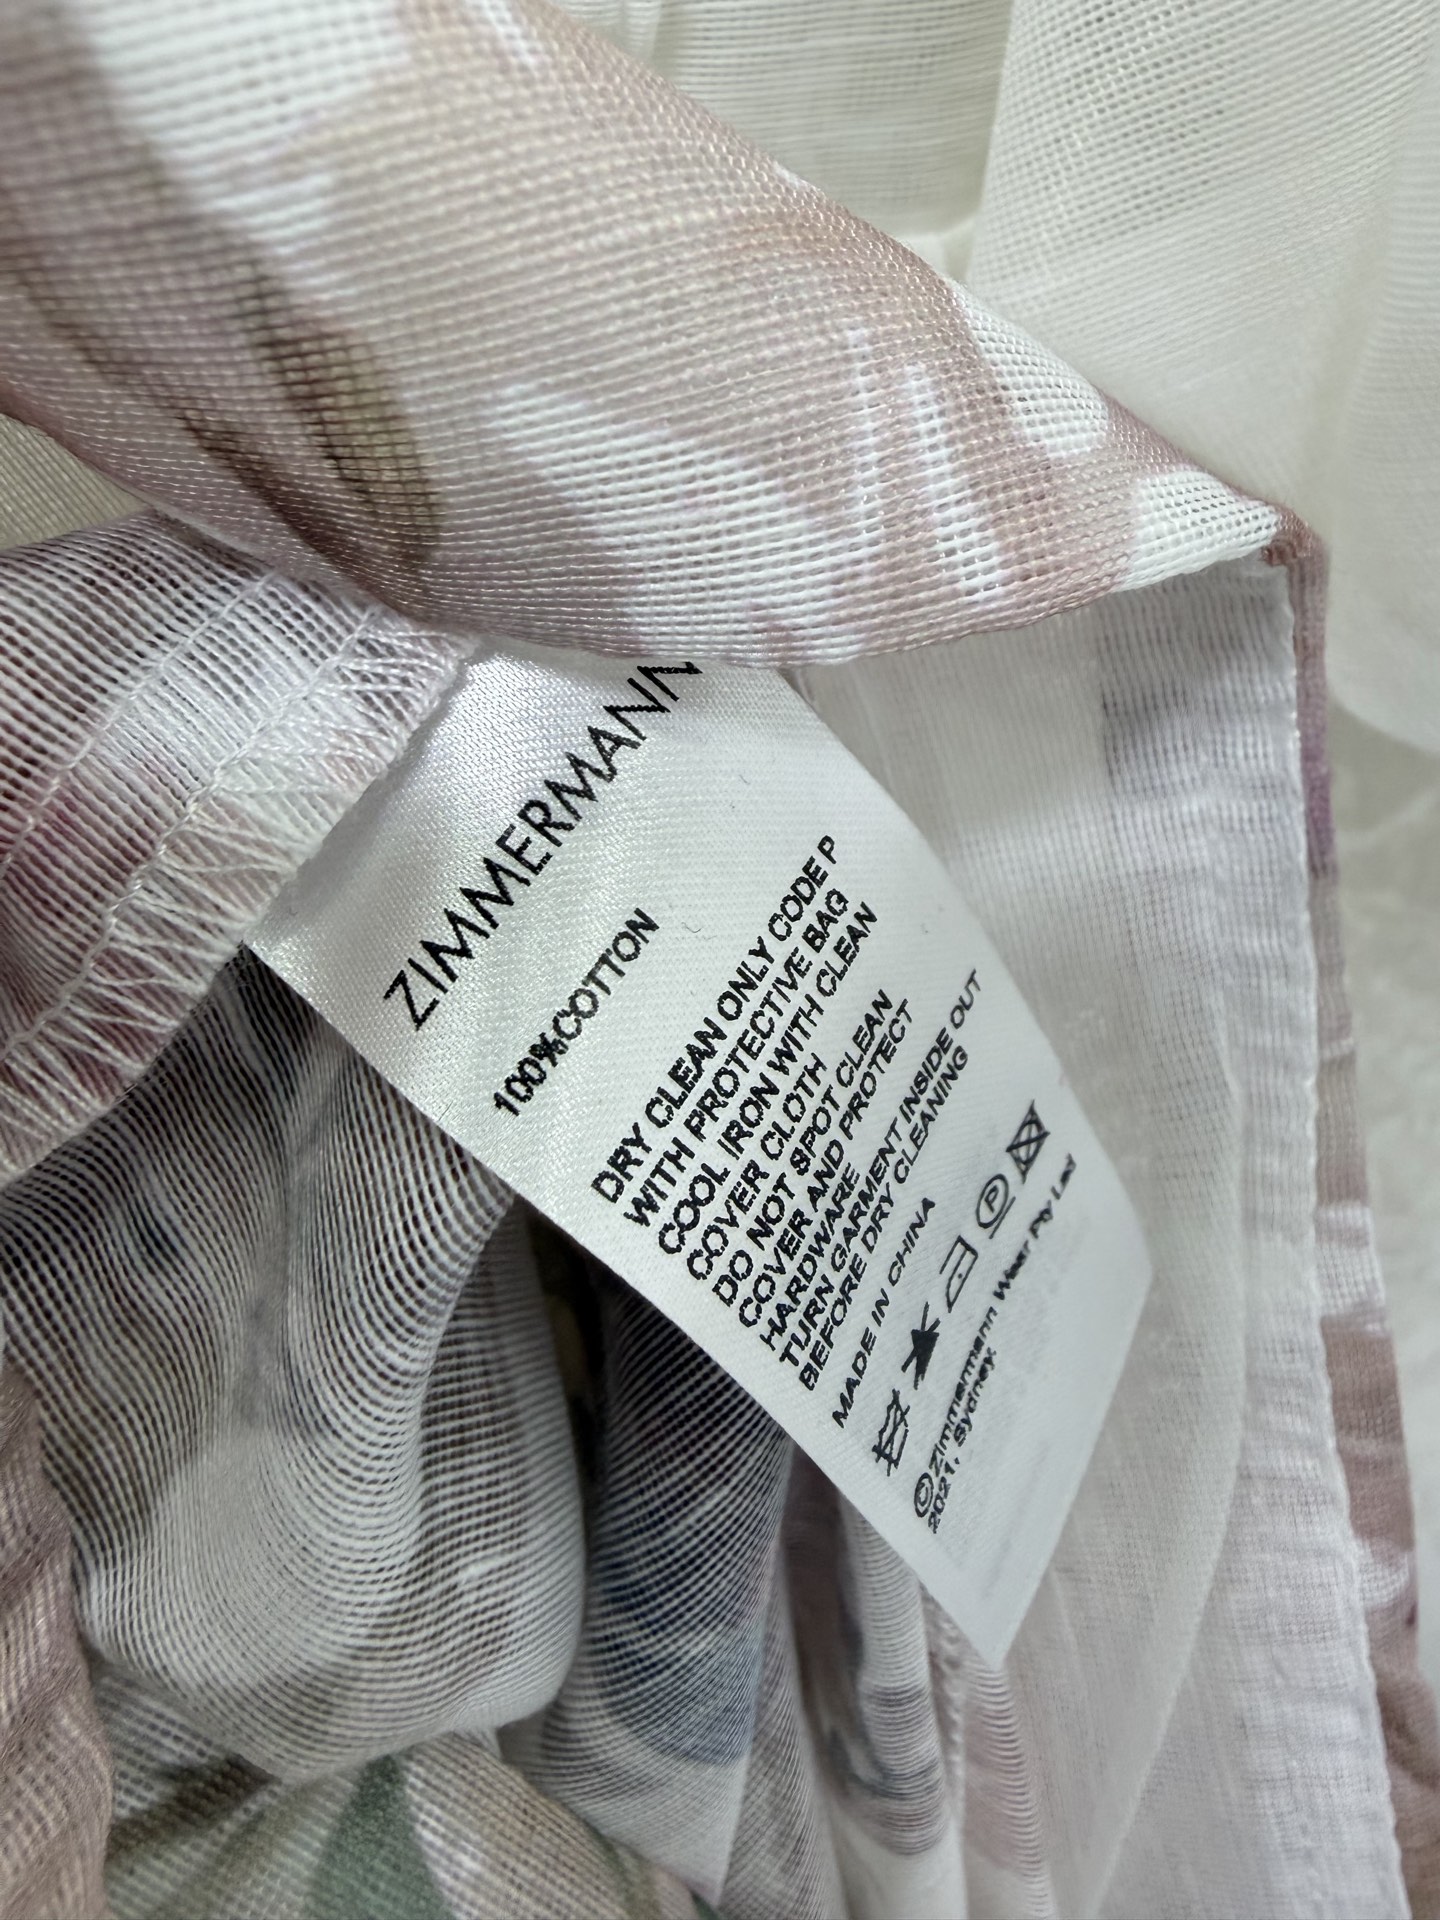 ZIMMERMANN
100%COTTON
DRY CLEAN ONLY CODE P
WITH PROTECTIVE BAG
COOL IRON WITH CLEAN
COVER CLOTH
DO NOT SPOT CLEAN
COVER AND PROTECT
HARDWARE
TURN GARMENT INSIDE OUT
BEFORE DRY CLEANING
MADE IN CHINA
P
©Zimmermann Wear Pty Lad
2021. Sydney.